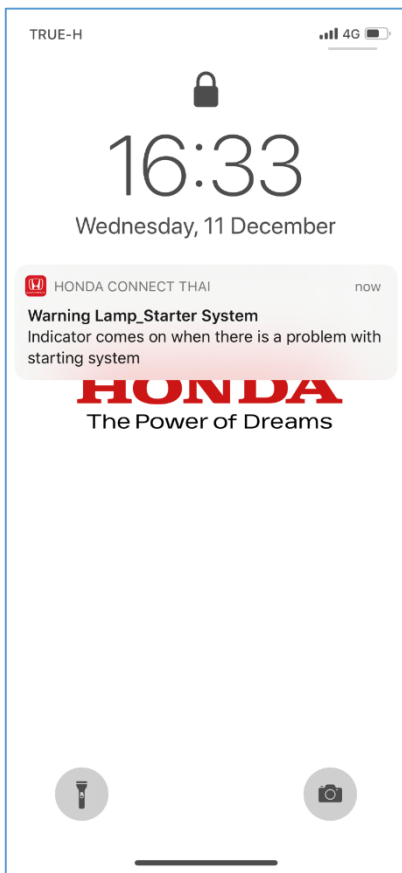 TRUE-H
4G
16:33
Wednesday, 11 December
HONDA CONNECT THAI
now
Warning Lamp_Starter System
Indicator comes on when there is a problem with
starting system
HONDA
The Power of Dreams